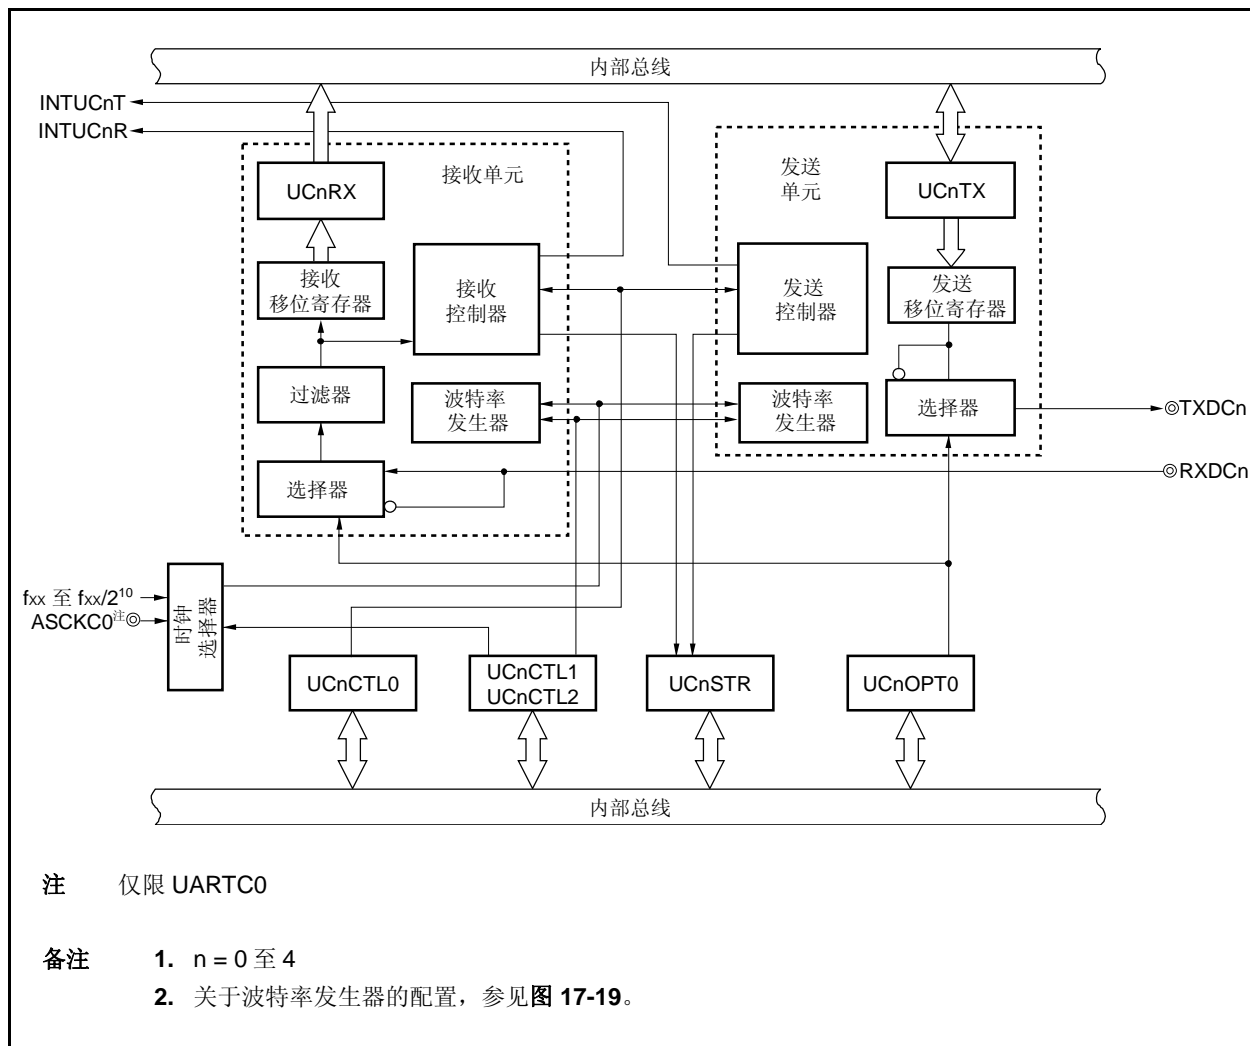 内部总线
INTUCnT
INTUCnR
接收单元
发送
单元
UCnRX
UCnTX
接收
移位寄存器
接收
控制器
发送
控制器
发送
移位寄存器
过滤器
波特率
发生器
波特率
发生器
选择器
TXDCn
选择器
RXDCn
fxx 至 fxx/2¹⁰
ASCKC0注
时钟
选择器
UCnCTL0
UCnCTL1
UCnCTL2
UCnSTR
UCnOPT0
内部总线
注 仅限 UARTC0
备注 1. n = 0 至 4
2. 关于波特率发生器的配置，参见图 17-19。